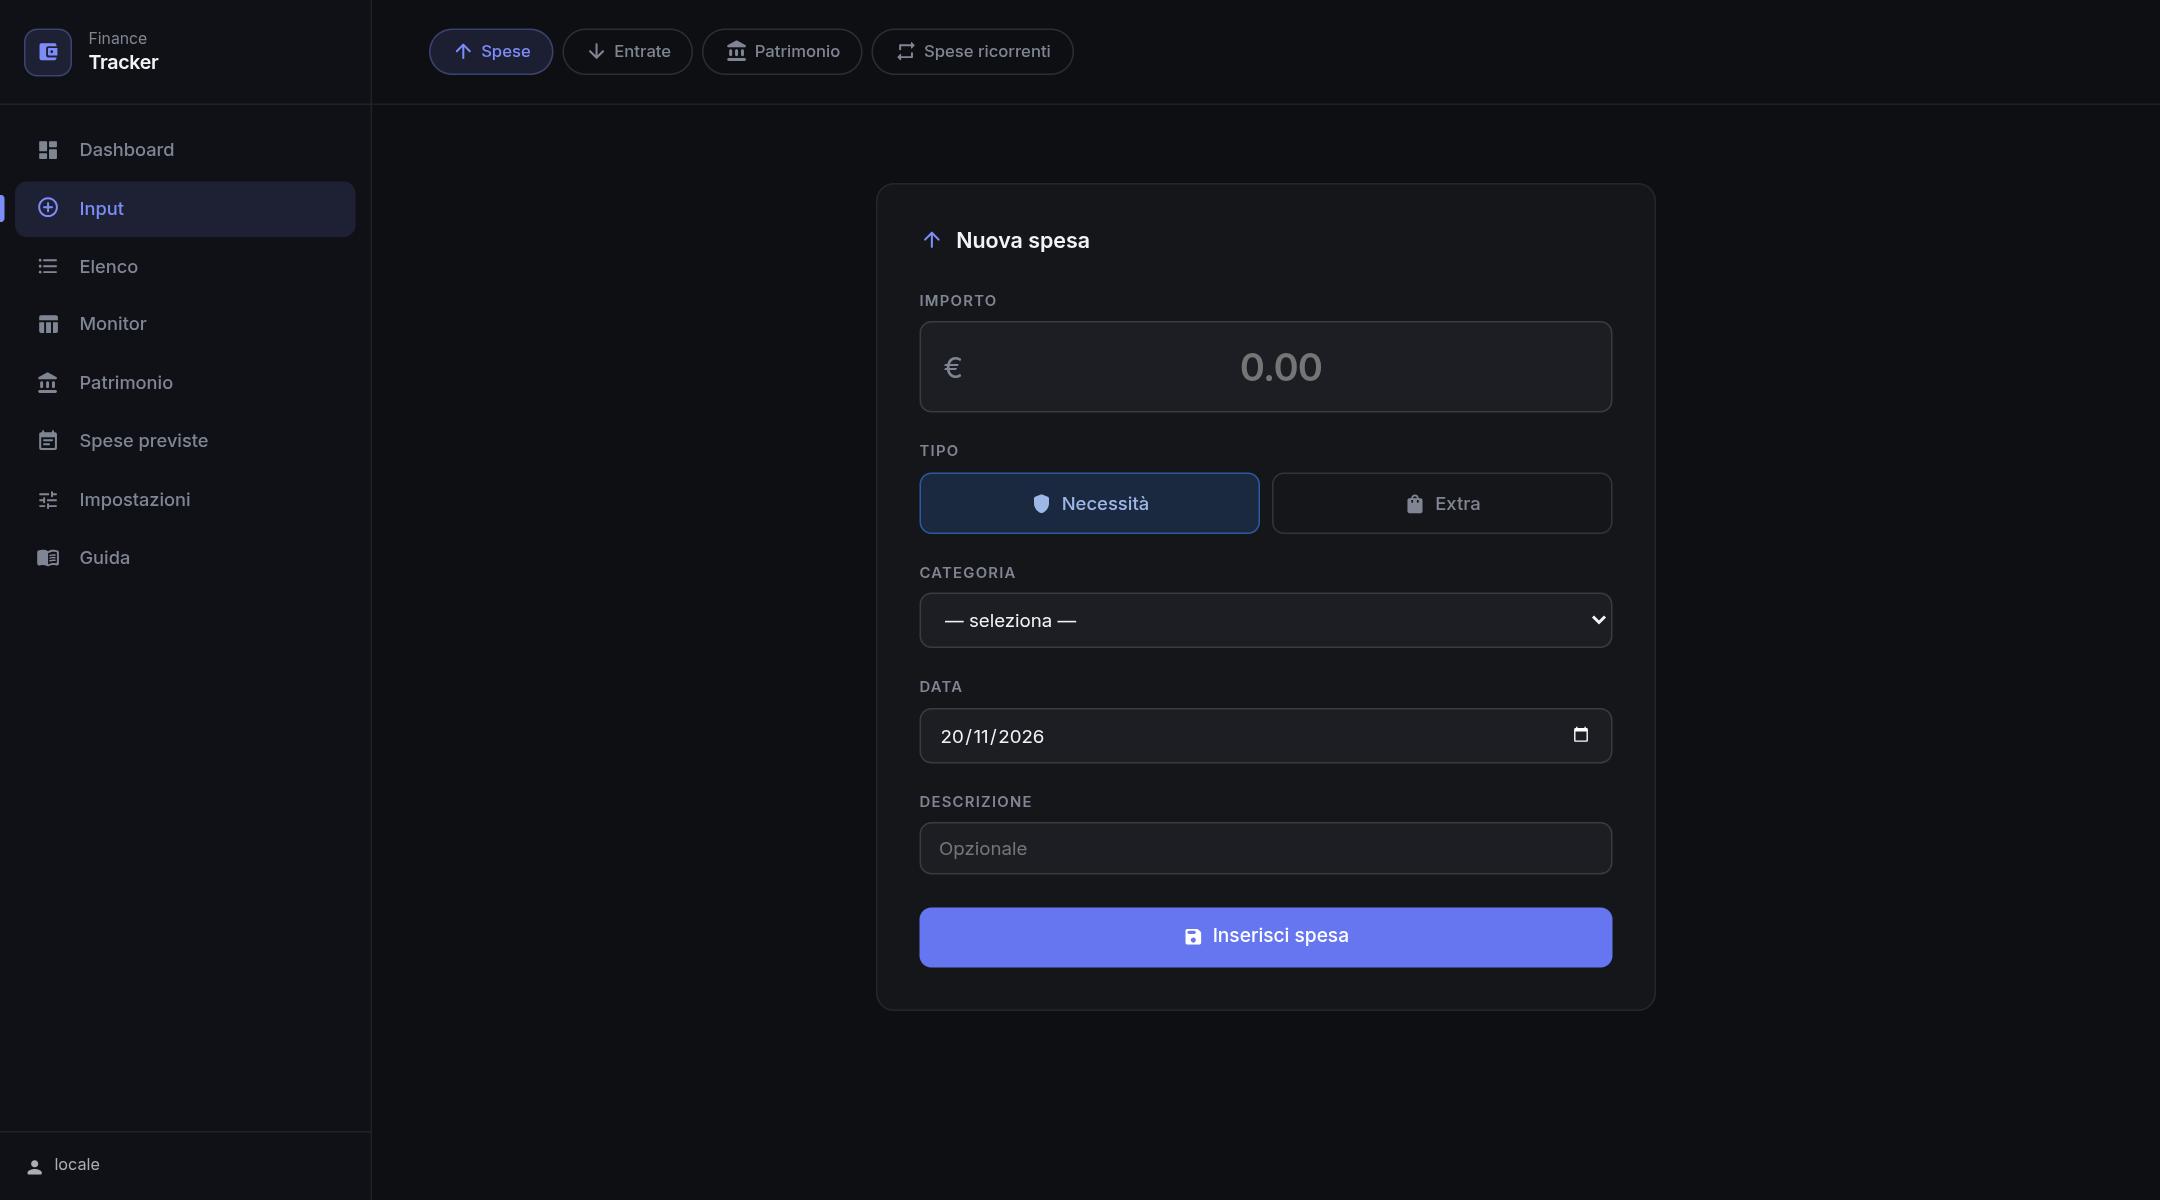 Finance
Tracker
Dashboard
Input
Elenco
Monitor
Patrimonio
Spese previste
Impostazioni
Guida
locale
Spese
Entrate
Patrimonio
Spese ricorrenti
Nuova spesa
IMPORTO
€ 0.00
TIPO
Necessità
Extra
CATEGORIA
— seleziona —
DATA
20/11/2026
DESCRIZIONE
Opzionale
Inserisci spesa